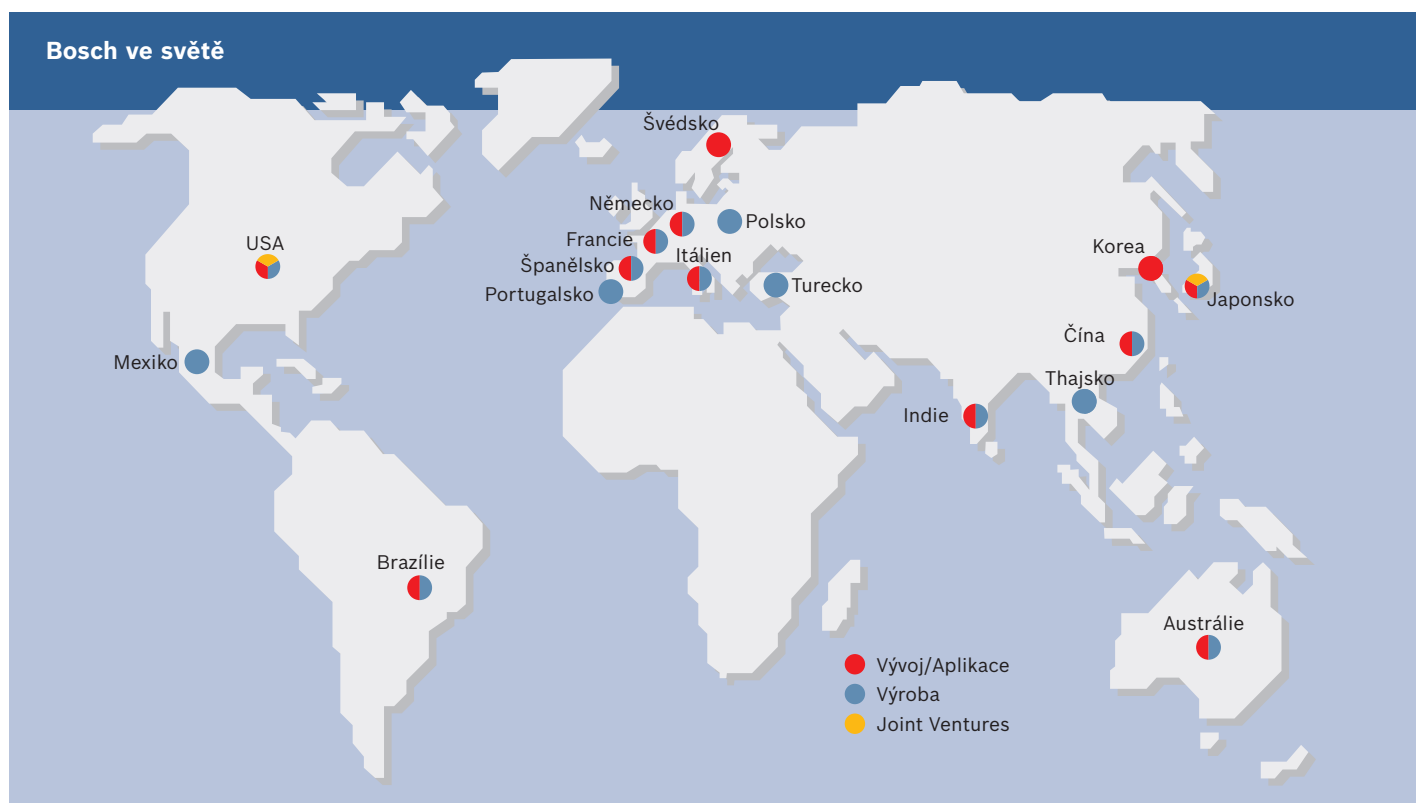 Bosch ve světě
Švédsko
Německo
Polsko
Francie
USA
Itálien
Korea
Španělsko
Turecko
Portugalsko
Japonsko
Čína
Mexiko
Thajsko
Indie
Brazílie
Austrálie
Vývoj/Aplikace
Výroba
Joint Ventures